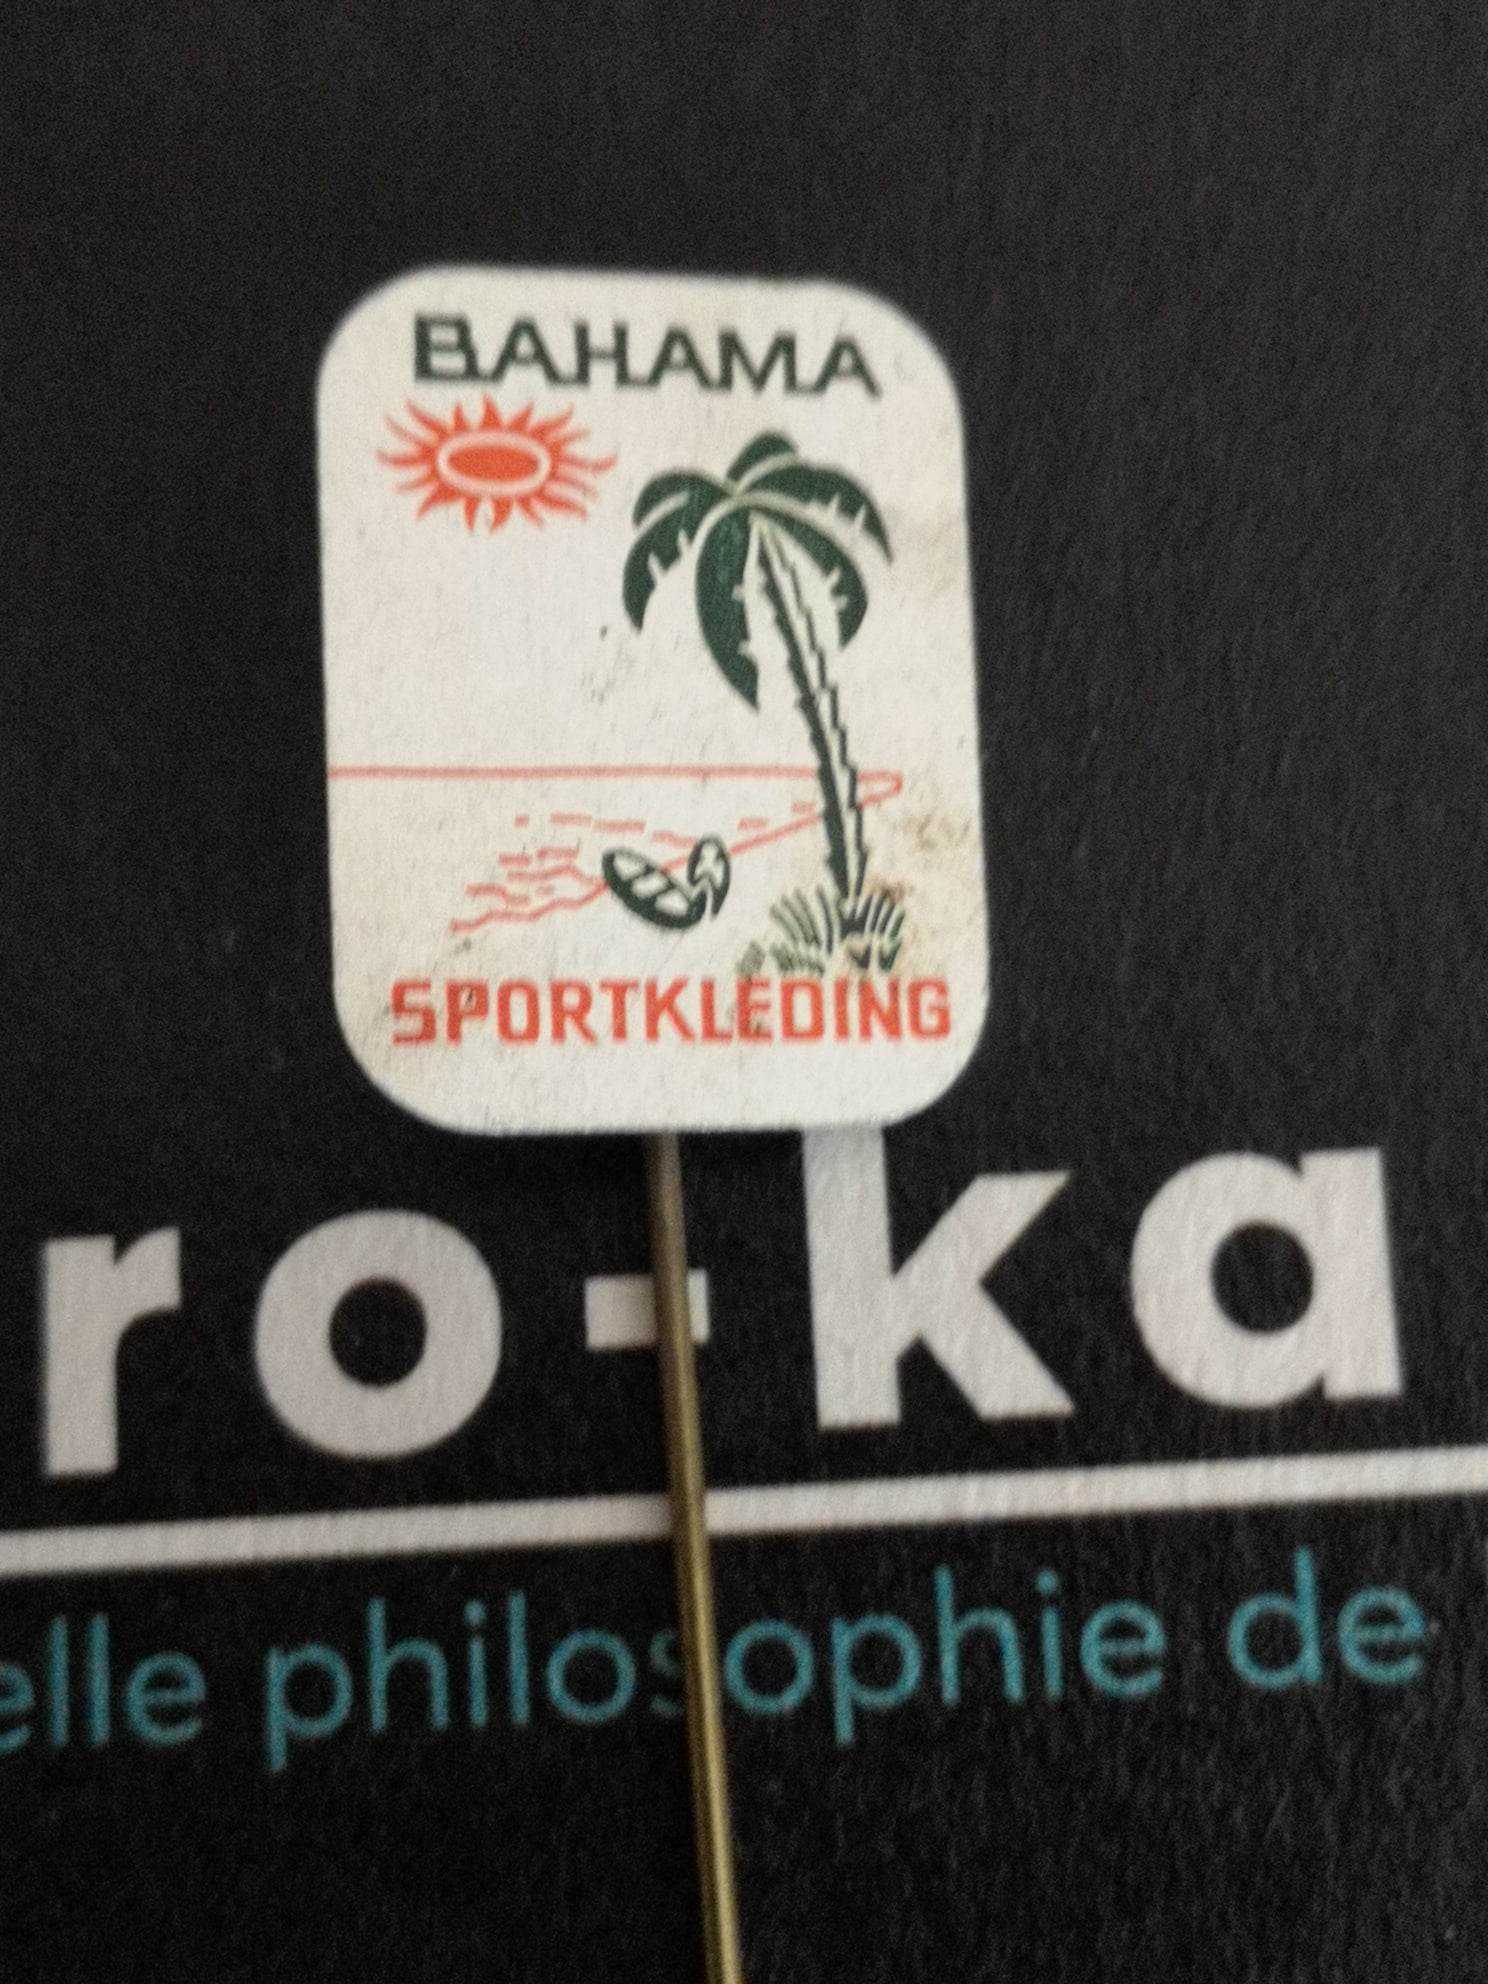 BAHAMA
SPORTKLEDING
ro-ka
elle philosophie de